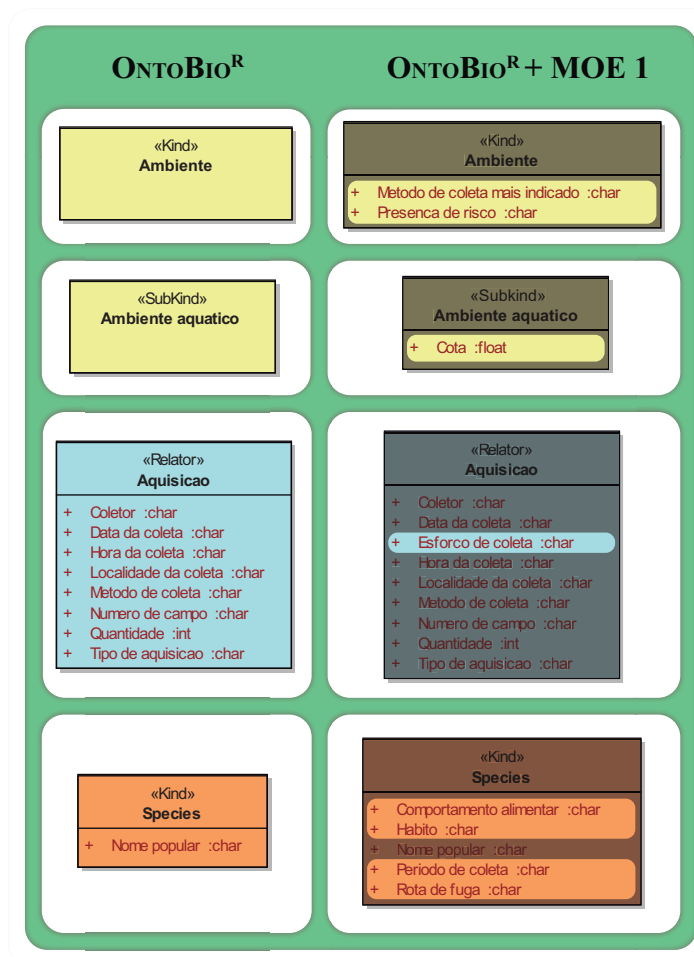 OntoBioR
OntoBioR + MOE 1
«Kind»
Ambiente
«Kind»
Ambiente
+ Metodo de coleta mais indicado :char
+ Presenca de risco :char
«SubKind»
Ambiente aquatico
«Subkind»
Ambiente aquatico
+ Cota :float
«Relator»
Aquisicao
+ Coletor :char
+ Data da coleta :char
+ Hora da coleta :char
+ Localidade da coleta :char
+ Metodo de coleta :char
+ Numero de campo :char
+ Quantidade :int
+ Tipo de aquisicao :char
«Relator»
Aquisicao
+ Coletor :char
+ Data da coleta :char
+ Esforco de coleta :char
+ Hora da coleta :char
+ Localidade da coleta :char
+ Metodo de coleta :char
+ Numero de campo :char
+ Quantidade :int
+ Tipo de aquisicao :char
«Kind»
Species
+ Nome popular :char
«Kind»
Species
+ Comportamento alimentar :char
+ Habito :char
+ Nome popular :char
+ Periodo de coleta :char
+ Rota de fuga :char